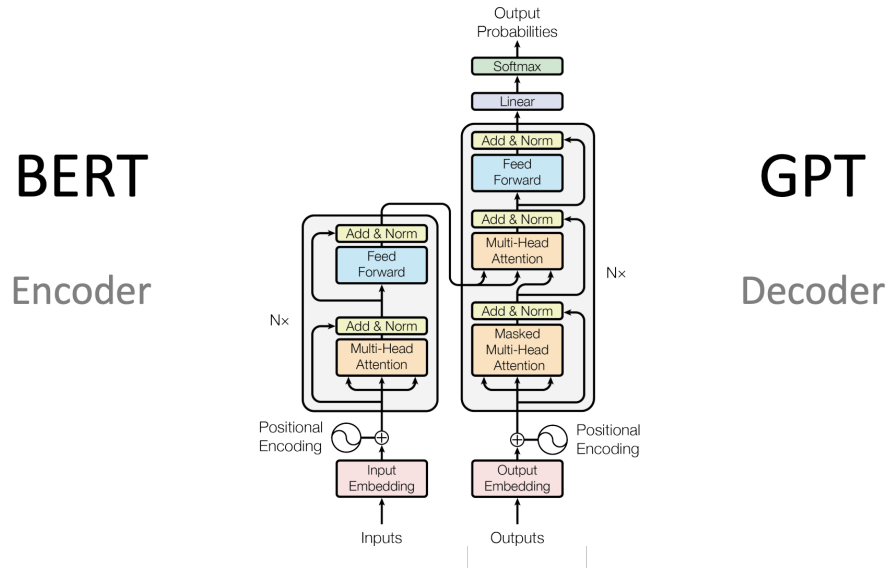 Output
Probabilities
Softmax
Linear
Add & Norm
Feed
Forward
Add & Norm
Multi-Head
Attention
Add & Norm
Masked
Multi-Head
Attention
N×
Positional
Encoding
Output
Embedding
Outputs
BERT
Encoder
Add & Norm
Feed
Forward
N×
Add & Norm
Multi-Head
Attention
Positional
Encoding
Input
Embedding
Inputs
GPT
Decoder